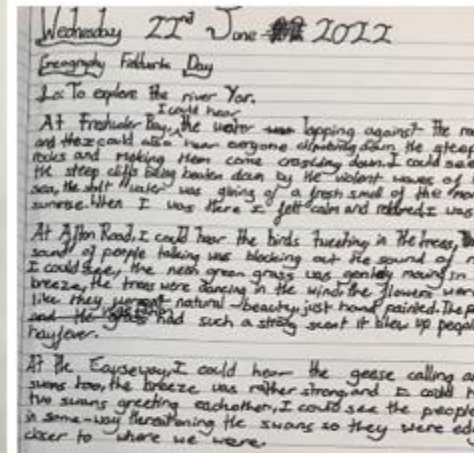 Wednesday 22nd June 2022
Geography Fieldwork Day
Lo: To explore the river Yar.
I could hear
At Freshwater Bay, the water lapping against the
and the I could also hear everyone climbing down the steep
rocks and making them come crashing down. I could see
the steep cliffs being beaten down by the violent waves of
sea, the salt water was giving of a fresh smell of the
sunrise. When I was there I felt calm and I was
At Afton Road, I could hear the birds tweeting in the trees,
sound of people talking was blocking out the sound of
I could see, the neon green grass was gentley moving in
breeze, the trees were dancing in the wind, the flowers were
like they natural beauty, just hand painted. The
and the grass had such a strong scent it blew up
hayfever.
At the Causeway, I could hear the geese calling
swans too, the breeze was rather strong, and I could
two swans greeting eachother, I could see the people
in some-way threationing the swans so they were
closer to where we were.